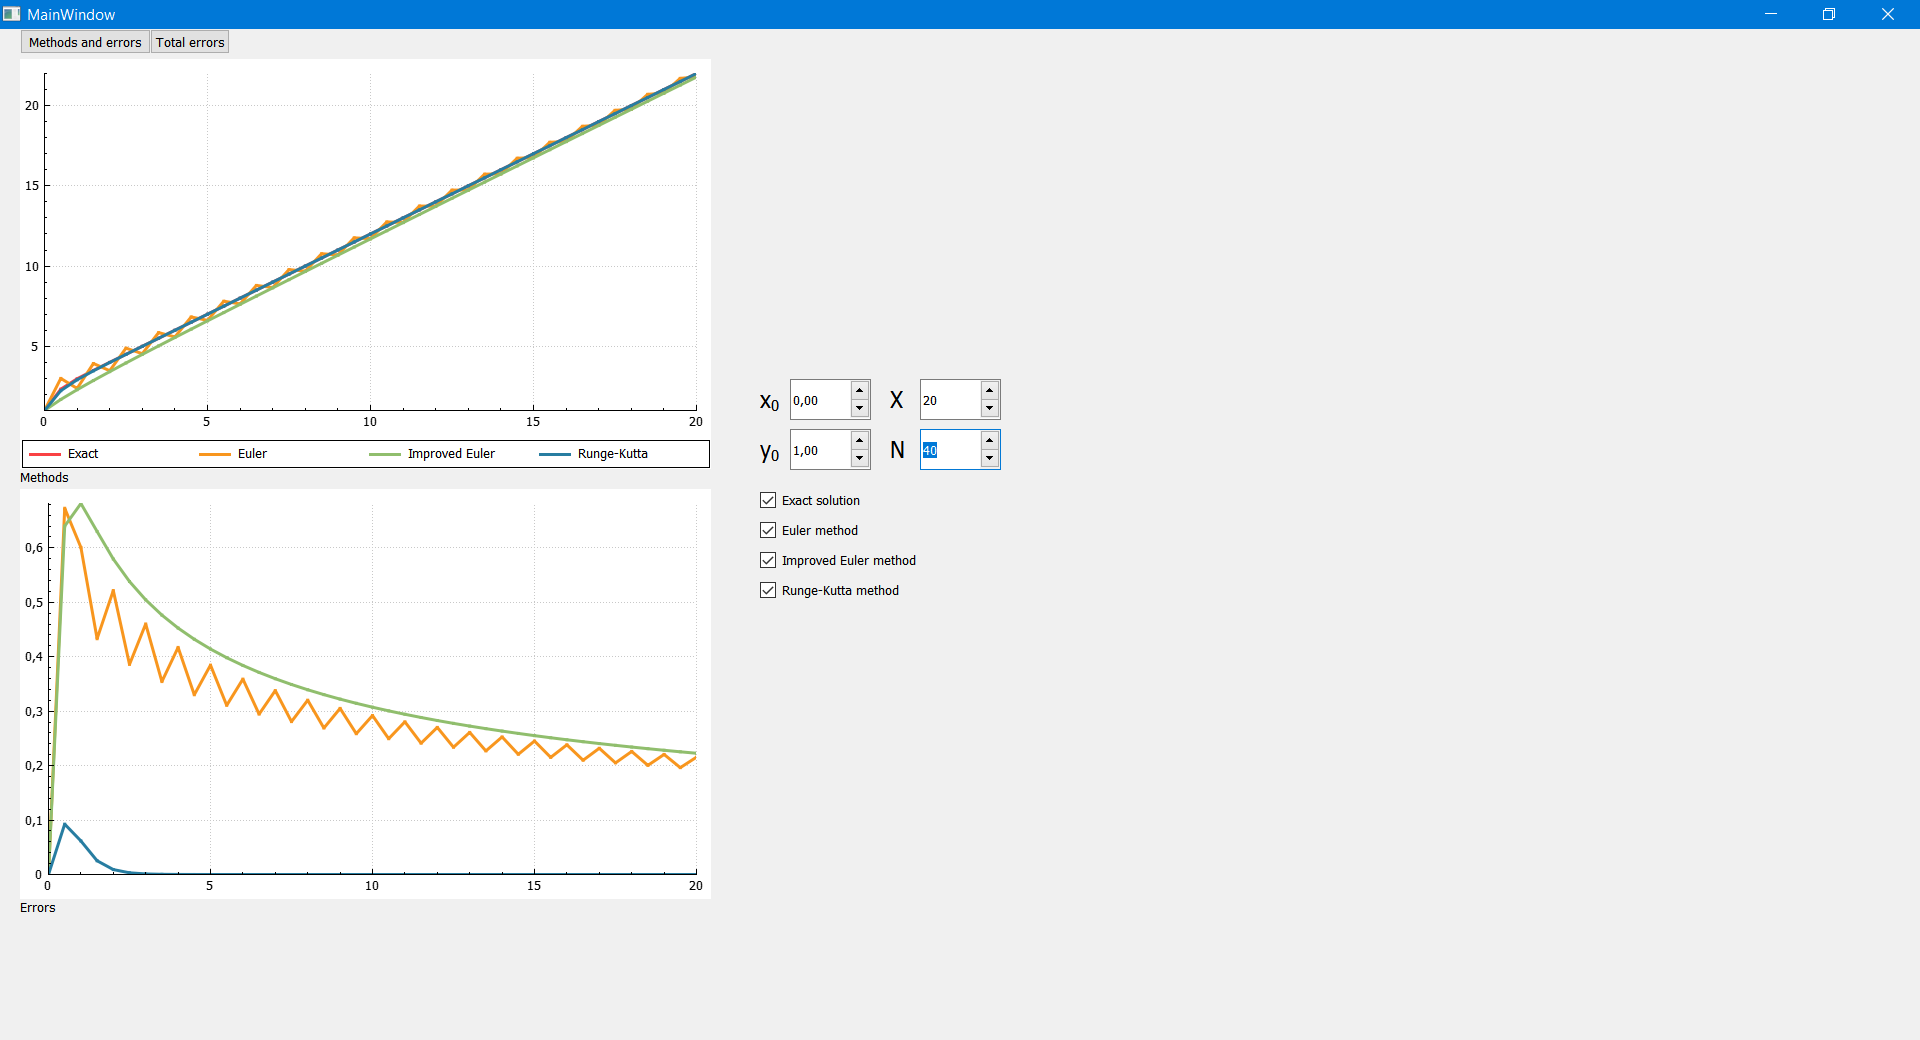 MainWindow
Methods and errors Total errors
20
15
10
5
0 5 10 15 20
Exact Euler Improved Euler Runge-Kutta
Methods
0,6
0,5
0,4
0,3
0,2
0,1
0
0 5 10 15 20
Errors
x0 0,00 X 20
y0 1,00 N 40
Exact solution
Euler method
Improved Euler method
Runge-Kutta method